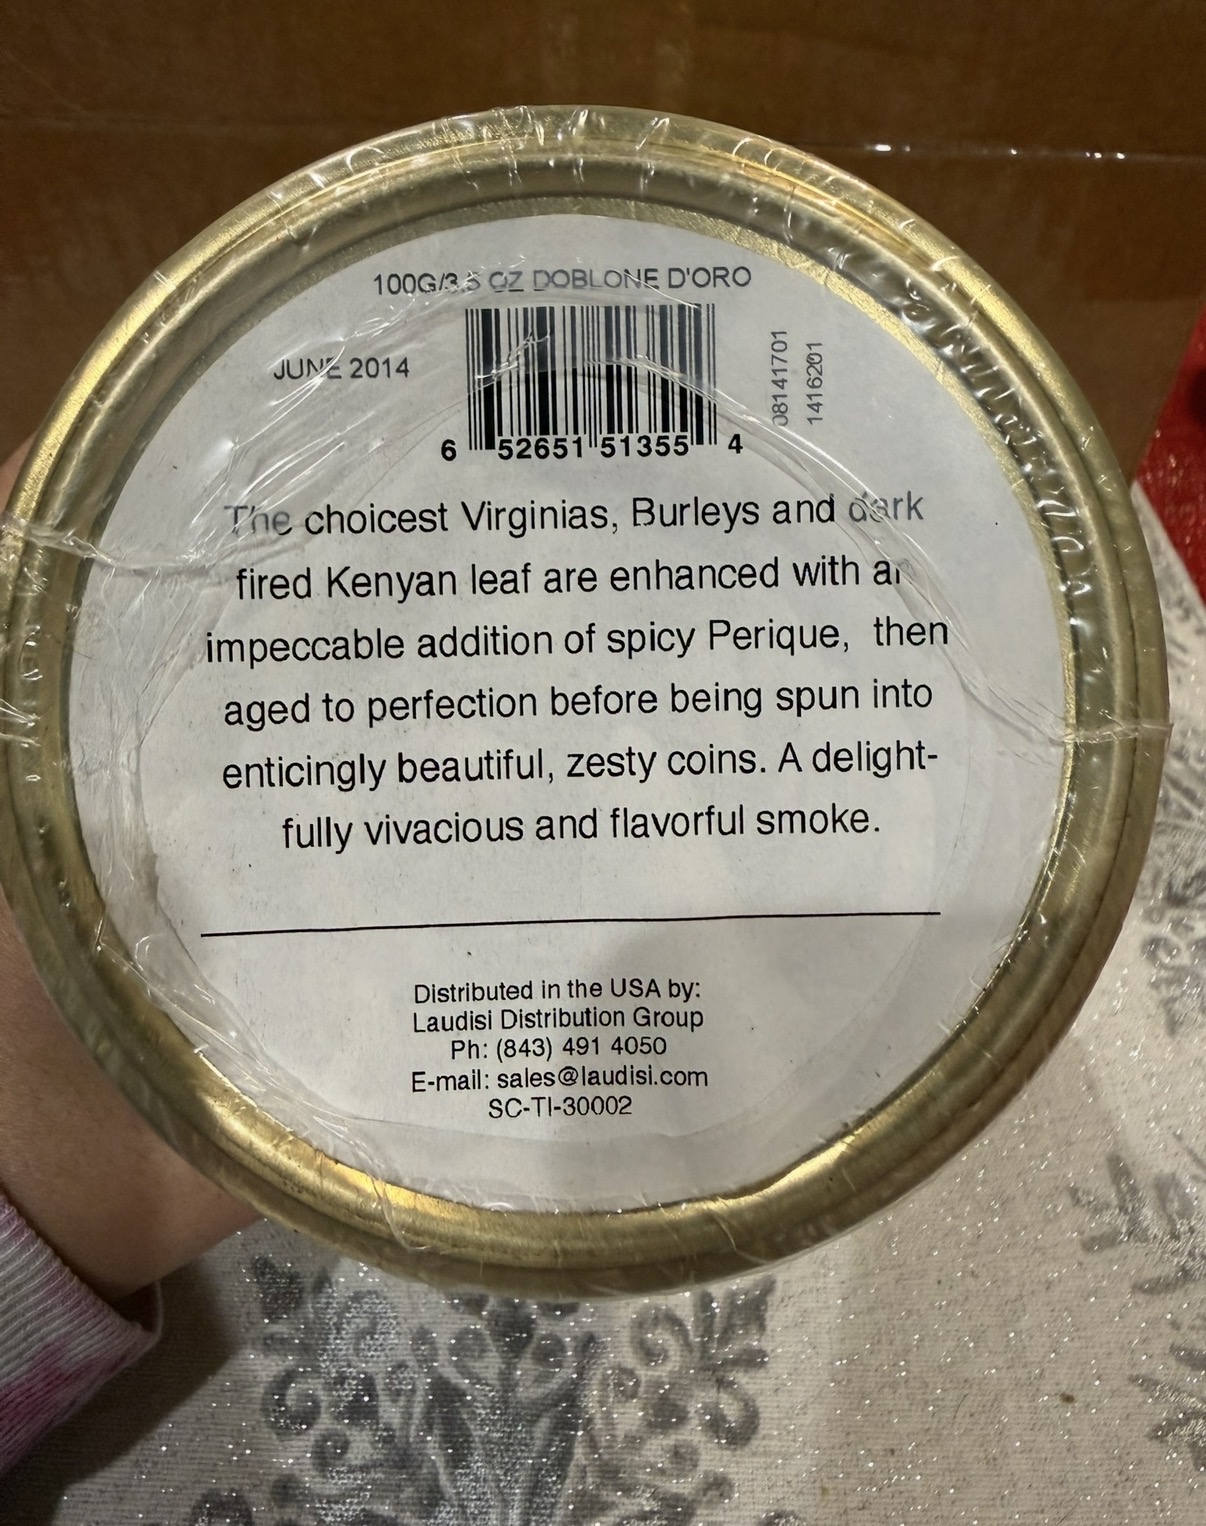 100G/3.5 OZ DOBLONE D'ORO
JUNE 2014
08141701
1416201
6 52651 51355 4
The choicest Virginias, Burleys and dark
fired Kenyan leaf are enhanced with an
impeccable addition of spicy Perique, then
aged to perfection before being spun into
enticingly beautiful, zesty coins. A delight-
fully vivacious and flavorful smoke.
Distributed in the USA by:
Laudisi Distribution Group
Ph: (843) 491 4050
E-mail: sales@laudisi.com
SC-TI-30002